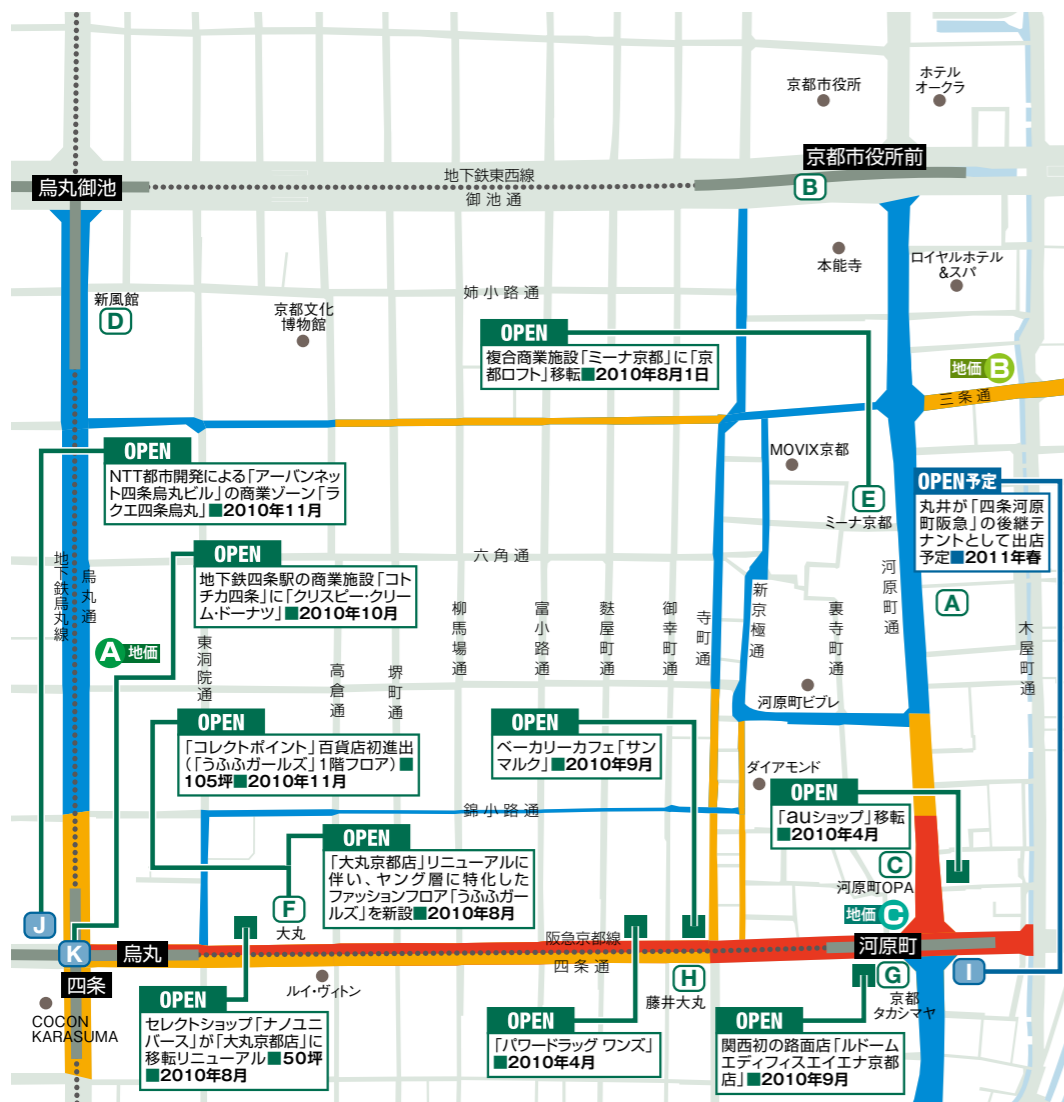 京都市役所
ホテル
オークラ
京都市役所前
地下鉄東西線
烏丸御池
B
御池通
本能寺
ロイヤルホテル
&スパ
新風館
D
姉小路通
京都文化
博物館
OPEN
複合商業施設「ミーナ京都」に「京
都ロフト」移転■2010年8月1日
地価 B
三条通
OPEN
NTT都市開発による「アーバンネッ
ト四条烏丸ビル」の商業ゾーン「ラ
クエ四条烏丸」■2010年11月
MOVIX京都
E
ミーナ京都
OPEN予定
丸井が「四条河原
町阪急」の後継テ
ナントとして出店
予定■2011年春
六角通
OPEN
地下鉄四条駅の商業施設「コト
チカ四条」に「クリスピー・クリー
ム・ドーナツ」■2010年10月
地下鉄烏丸線
烏丸通
A 地価
東洞院通
高倉通
堺町通
柳馬場通
富小路通
麩屋町通
御幸町通
寺町通
新京極通
裏寺町通
河原町通
A
木屋町通
河原町ビブレ
OPEN
「コレクトポイント」百貨店初進出
(「うふふガールズ」1階フロア)■
105坪■2010年11月
OPEN
ベーカリーカフェ「サン
マルク」■2010年9月
ダイアモンド
OPEN
「auショップ」移転
■2010年4月
錦小路通
OPEN
「大丸京都店」リニューアルに
伴い、ヤング層に特化した
ファッションフロア「うふふガー
ルズ」を新設■2010年8月
C
河原町OPA
F
大丸
地価 C
J
K
烏丸
阪急京都線
四条通
河原町
四条
ルイ・ヴィトン
H
藤井大丸
G
京都
タカシマヤ
I
COCON
KARASUMA
OPEN
セレクトショップ「ナノユニ
バース」が「大丸京都店」に
移転リニューアル■50坪
■2010年8月
OPEN
「パワードラッグ ワンズ」
■2010年4月
OPEN
関西初の路面店「ルドーム
エディフィスエイエナ京都
店」■2010年9月